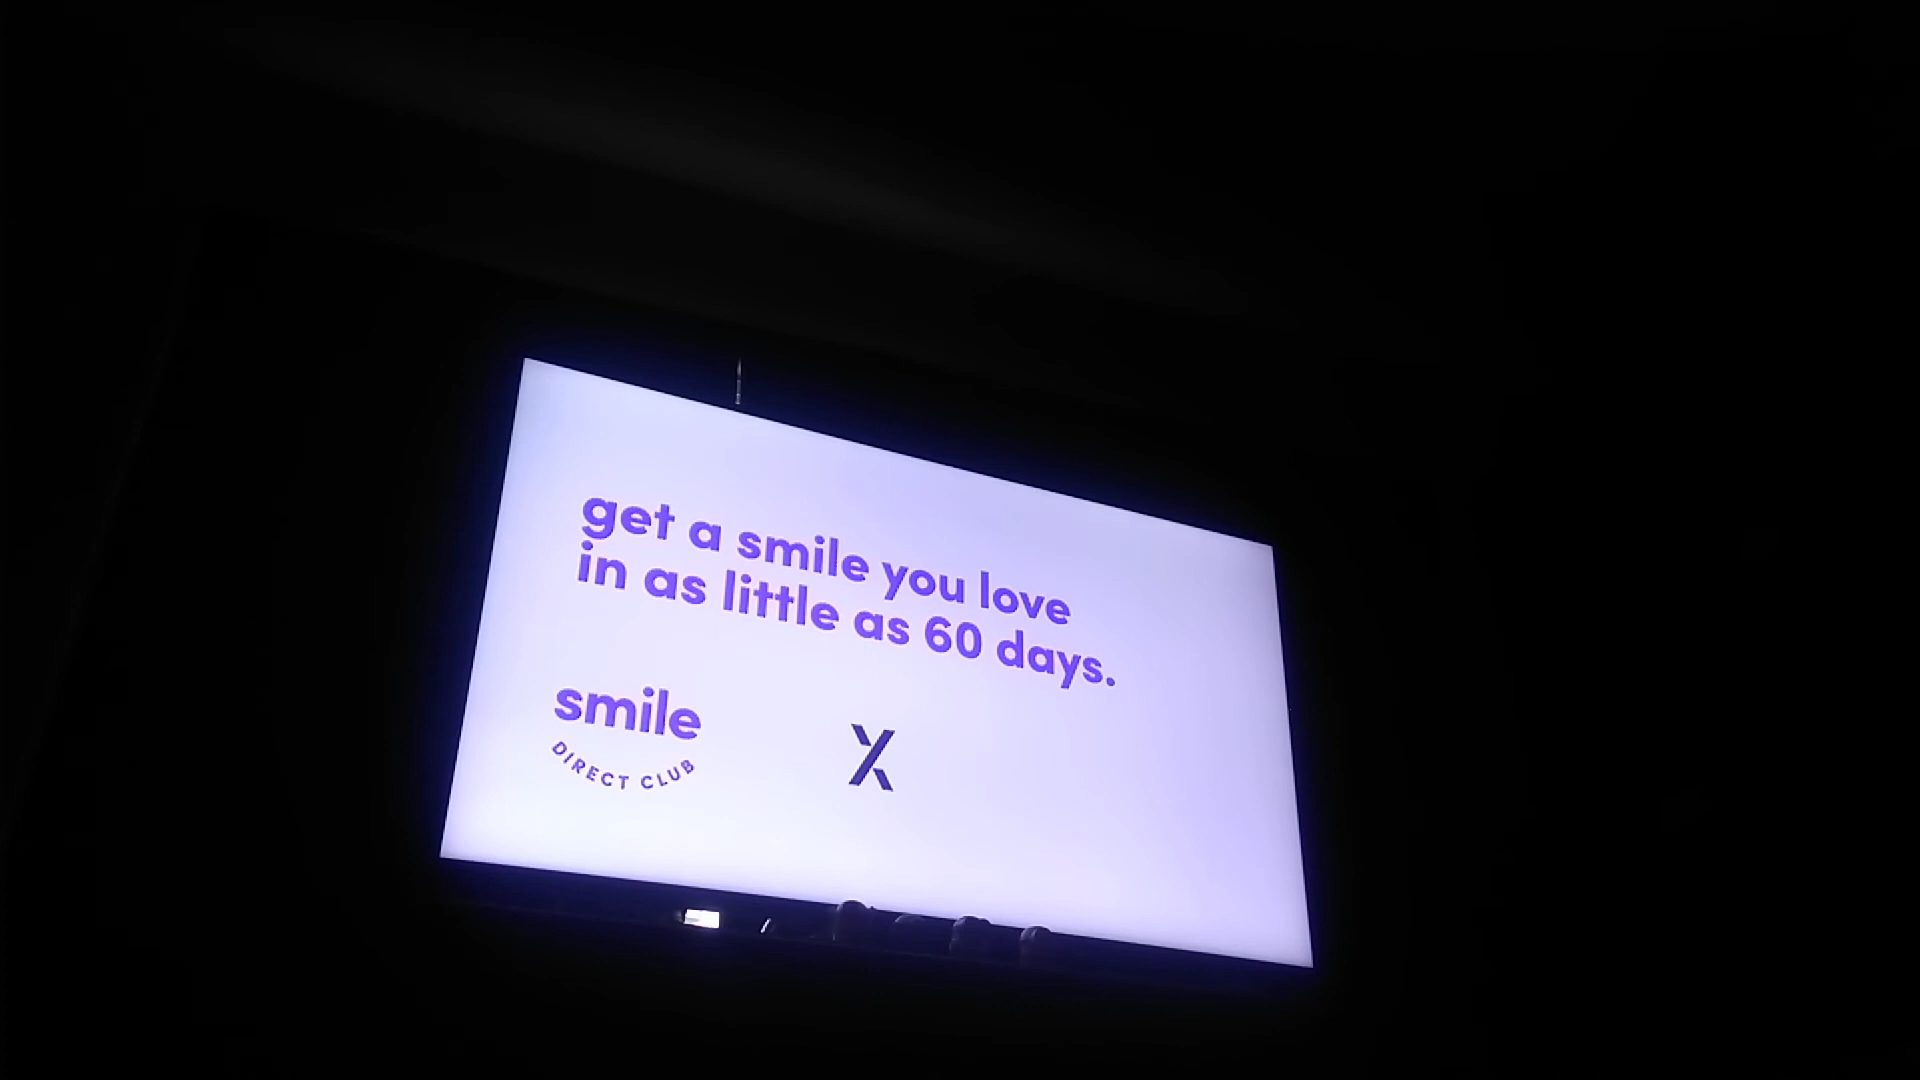 get a smile you love
in as little as 60 days.
smile
DIRECT CLUB
X